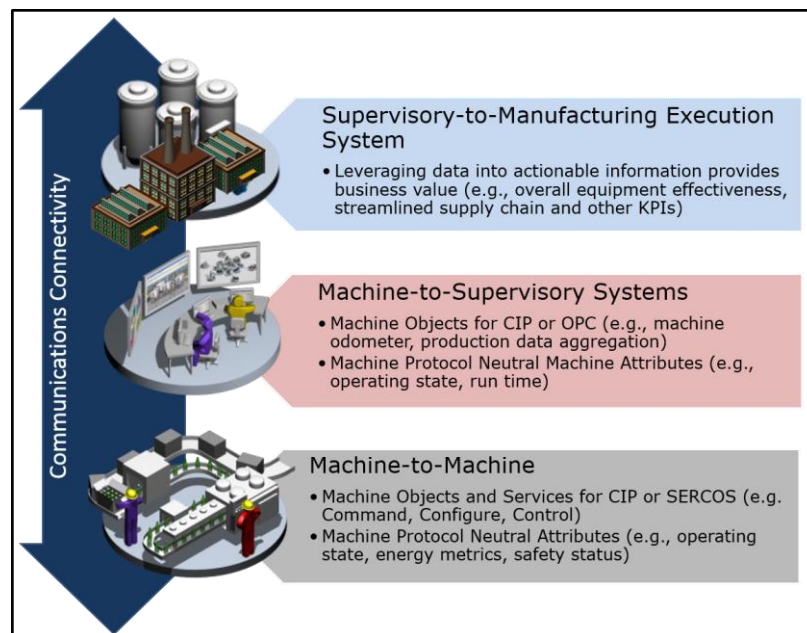 Communications Connectivity
Supervisory-to-Manufacturing Execution
System
• Leveraging data into actionable information provides
business value (e.g., overall equipment effectiveness,
streamlined supply chain and other KPIs)
Machine-to-Supervisory Systems
• Machine Objects for CIP or OPC (e.g., machine
odometer, production data aggregation)
• Machine Protocol Neutral Machine Attributes (e.g.,
operating state, run time)
Machine-to-Machine
• Machine Objects and Services for CIP or SERCOS (e.g.
Command, Configure, Control)
• Machine Protocol Neutral Attributes (e.g., operating
state, energy metrics, safety status)